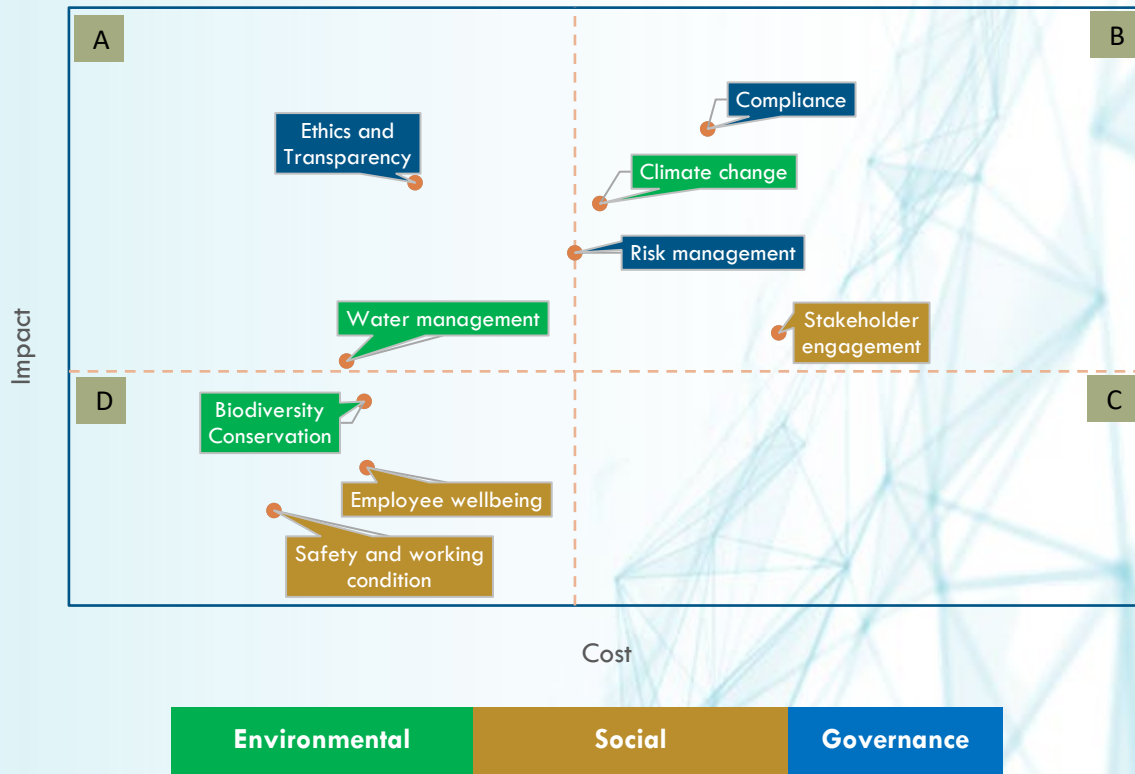 A
B
Compliance
Ethics and
Transparency
Climate change
Risk management
Water management
Stakeholder
engagement
Impact
D
C
Biodiversity
Conservation
Employee wellbeing
Safety and working
condition
Cost
Environmental
Social
Governance